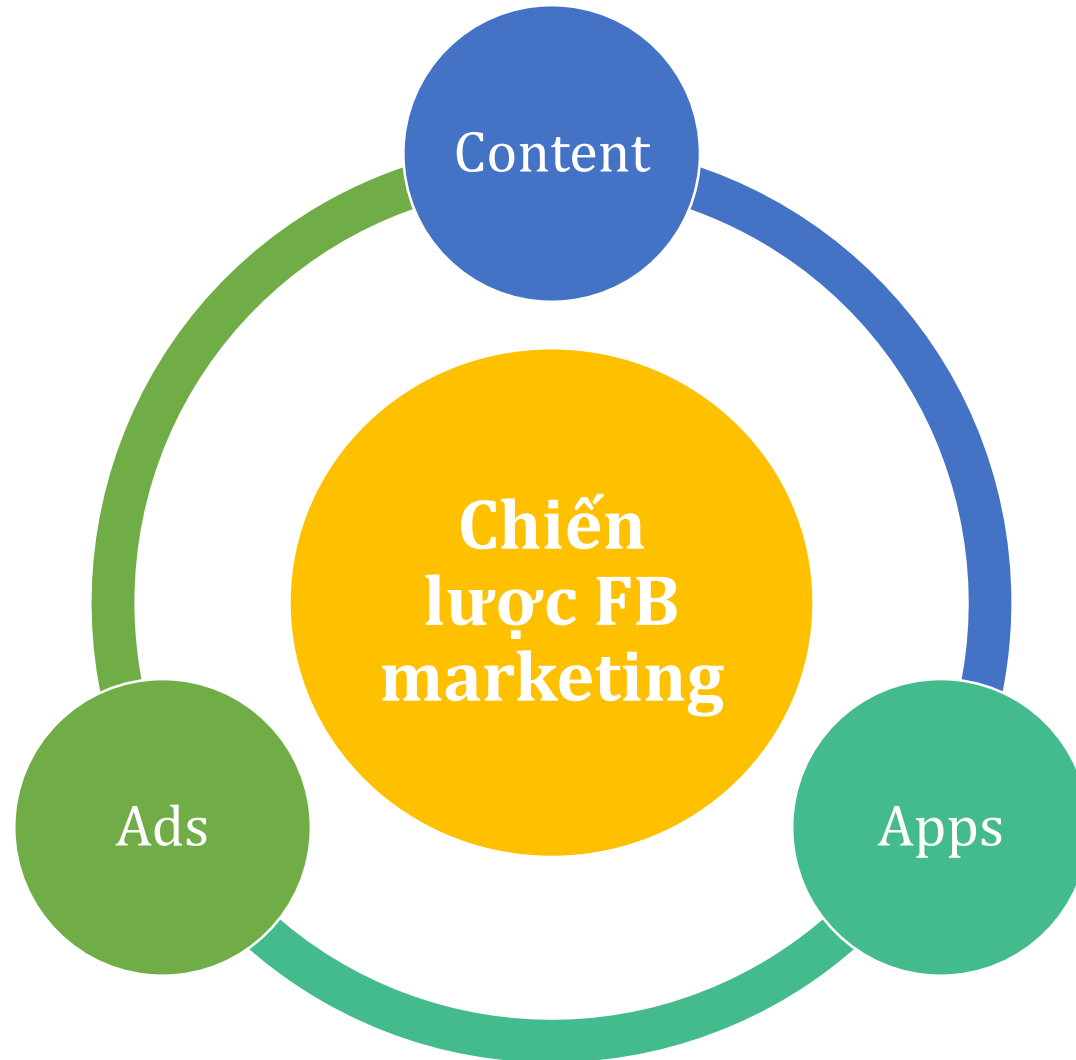 Content
Chiến
lược FB
marketing
Ads
Apps